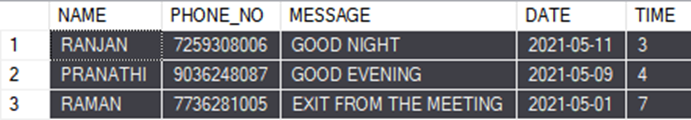 NAME PHONE_NO MESSAGE DATE TIME
1 RANJAN 7259308006 GOOD NIGHT 2021-05-11 3
2 PRANATHI 9036248087 GOOD EVENING 2021-05-09 4
3 RAMAN 7736281005 EXIT FROM THE MEETING 2021-05-01 7